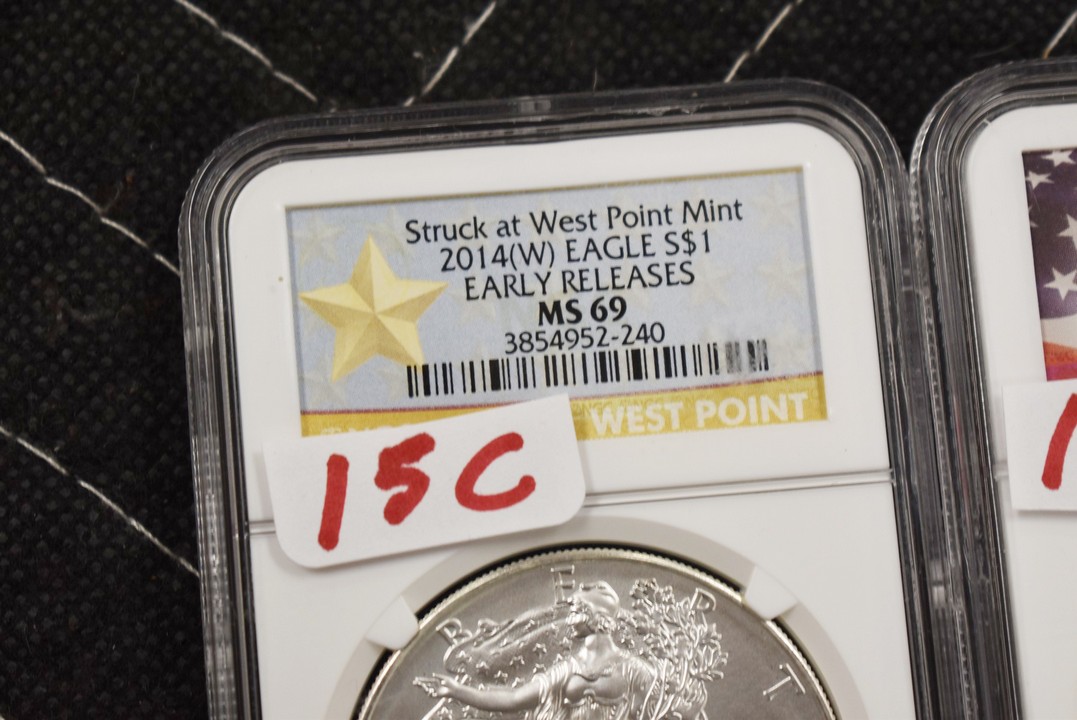 Struck at West Point Mint
2014(W) EAGLE S$1
EARLY RELEASES
MS 69
3854952-240
WEST POINT
15C
B E D T